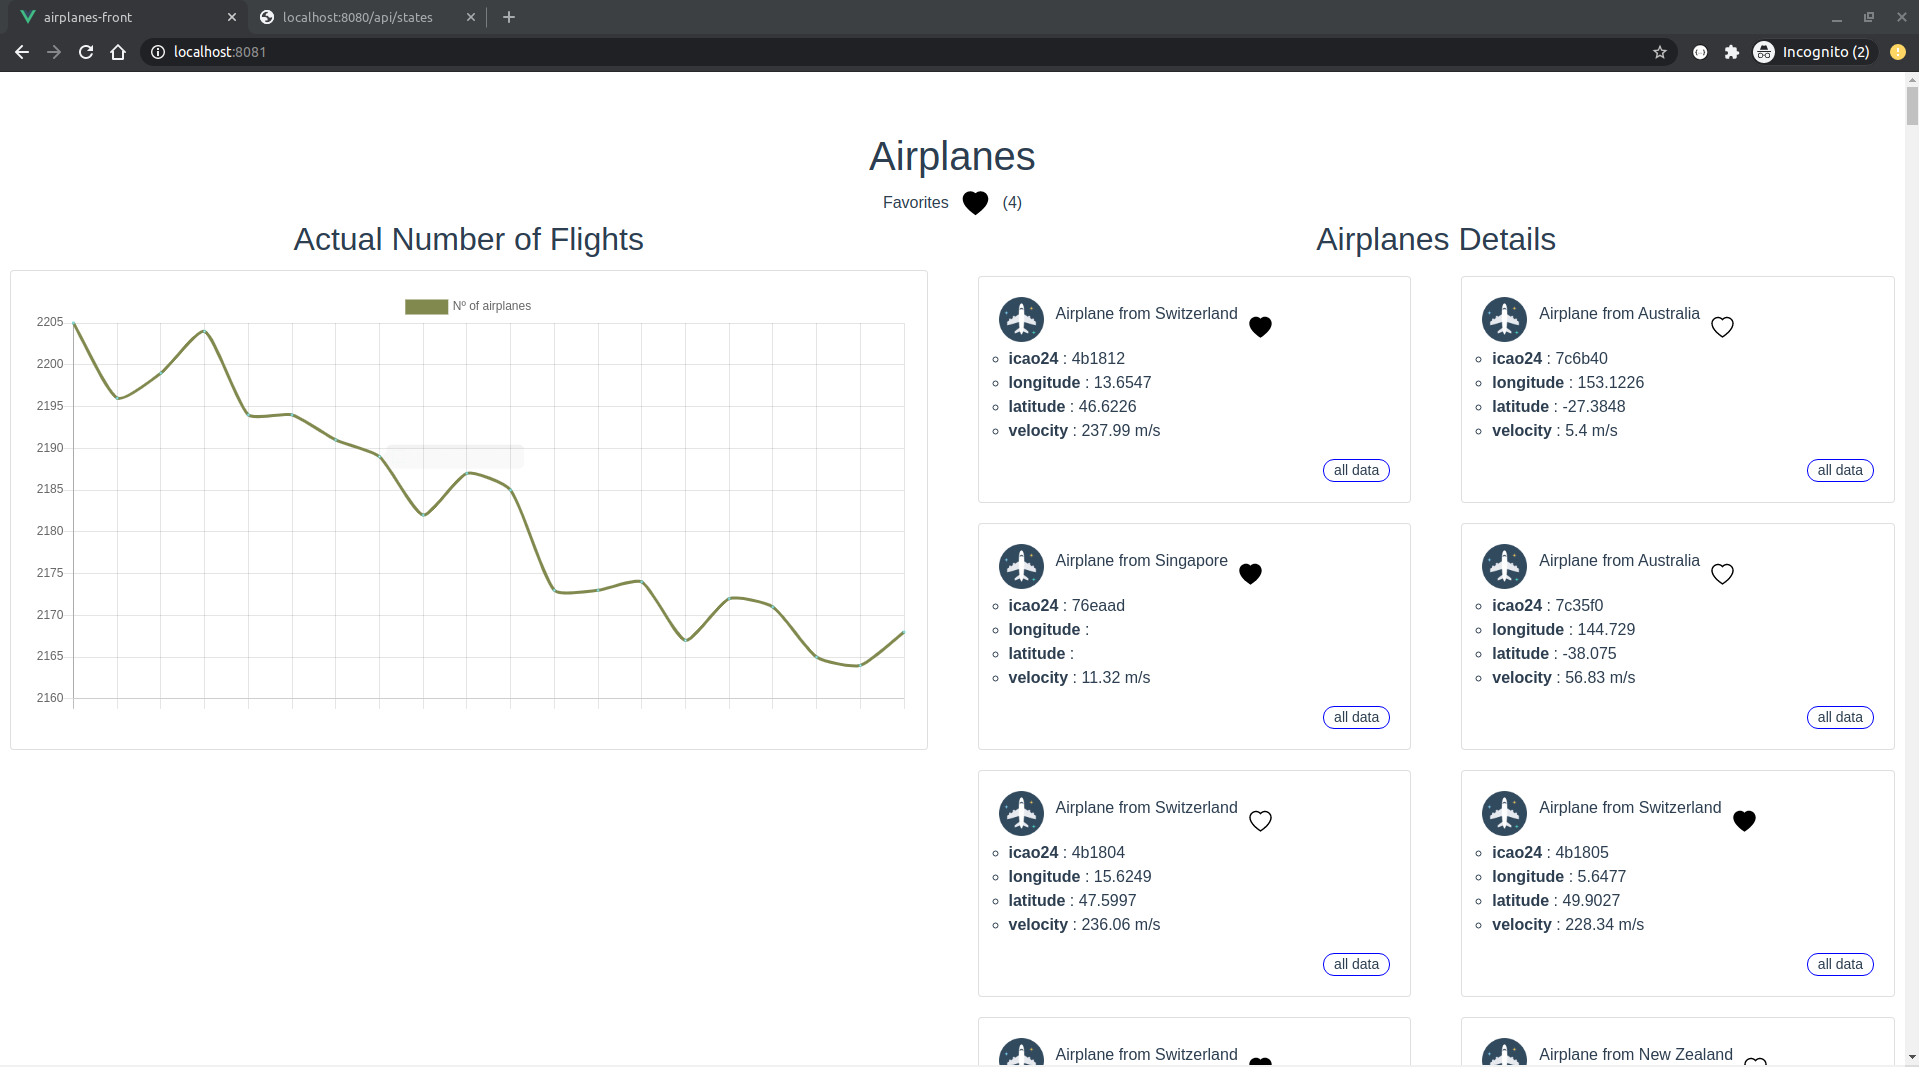 airplanes-front
localhost:8080/api/states
localhost:8081
Incognito (2)
Airplanes
Favorites (4)
Actual Number of Flights
Nº of airplanes
2205
2200
2195
2190
2185
2180
2175
2170
2165
2160
Airplanes Details
Airplane from Switzerland
icao24 : 4b1812
longitude : 13.6547
latitude : 46.6226
velocity : 237.99 m/s
all data
Airplane from Australia
icao24 : 7c6b40
longitude : 153.1226
latitude : -27.3848
velocity : 5.4 m/s
all data
Airplane from Singapore
icao24 : 76eaad
longitude :
latitude :
velocity : 11.32 m/s
all data
Airplane from Australia
icao24 : 7c35f0
longitude : 144.729
latitude : -38.075
velocity : 56.83 m/s
all data
Airplane from Switzerland
icao24 : 4b1804
longitude : 15.6249
latitude : 47.5997
velocity : 236.06 m/s
all data
Airplane from Switzerland
icao24 : 4b1805
longitude : 5.6477
latitude : 49.9027
velocity : 228.34 m/s
all data
Airplane from Switzerland
Airplane from New Zealand